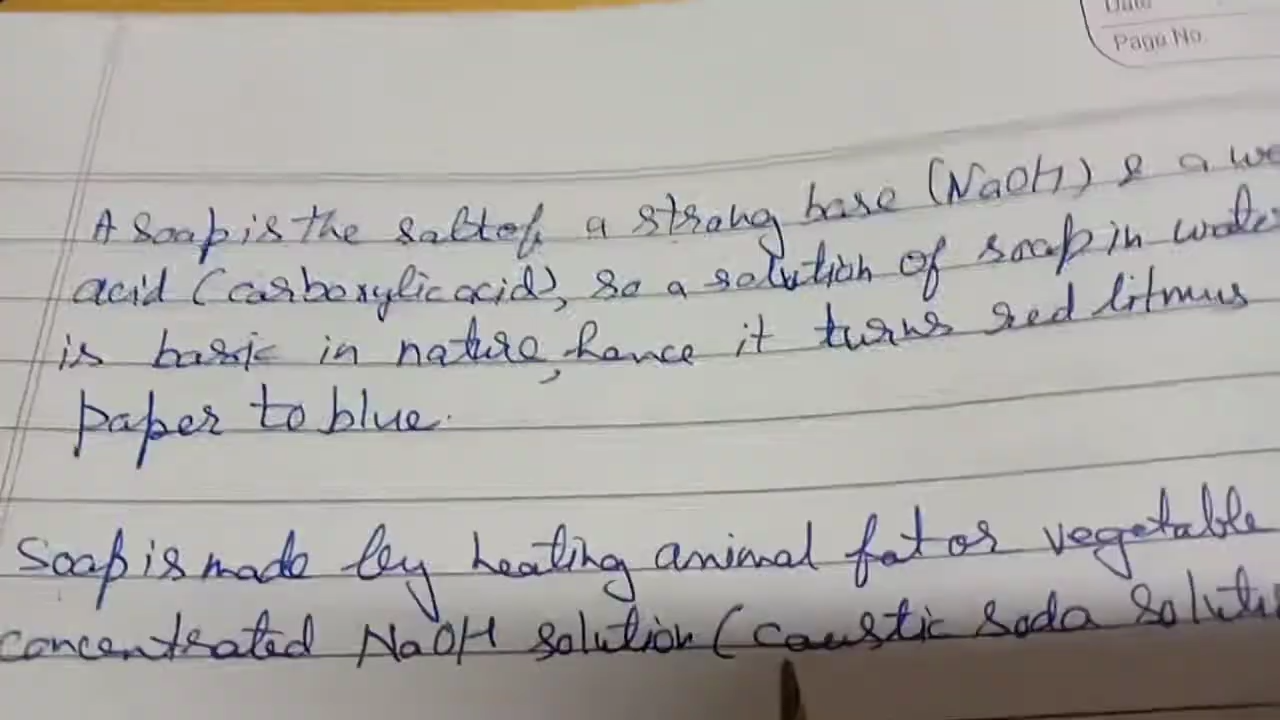 Date
Page No.
A soap is the salt of a strong base (NaOH) & a we
acid (carboxylic acid), so a solution of soap in wate
is basic in nature, hence it turns red litmus
paper to blue.
Soap is made by heating animal fat or vegetable
concentrated NaOH solution (caustic soda soluti